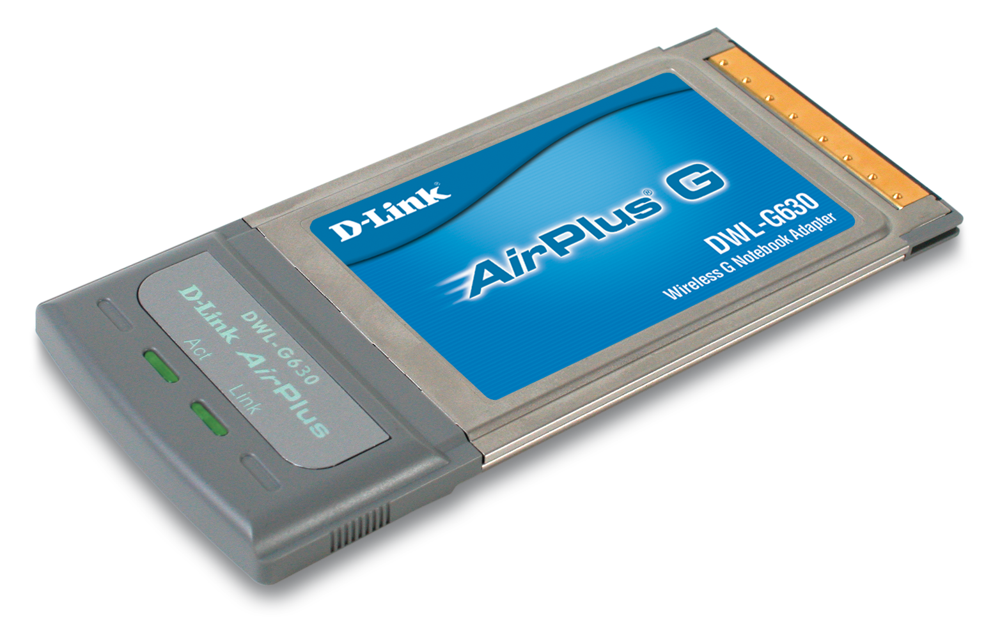 D-Link®
AirPlus® G
DWL-G630
Wireless G Notebook Adapter
DWL-G630
D-Link AirPlus
Act Link